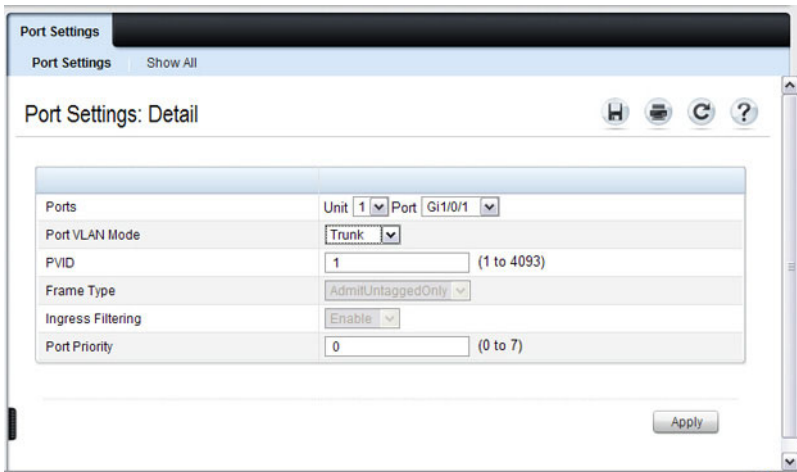 Port Settings
Port Settings Show All
Port Settings: Detail
Ports Unit 1 Port Gi1/0/1
Port VLAN Mode Trunk
PVID 1 (1 to 4093)
Frame Type AdmitUntaggedOnly
Ingress Filtering Enable
Port Priority 0 (0 to 7)
Apply